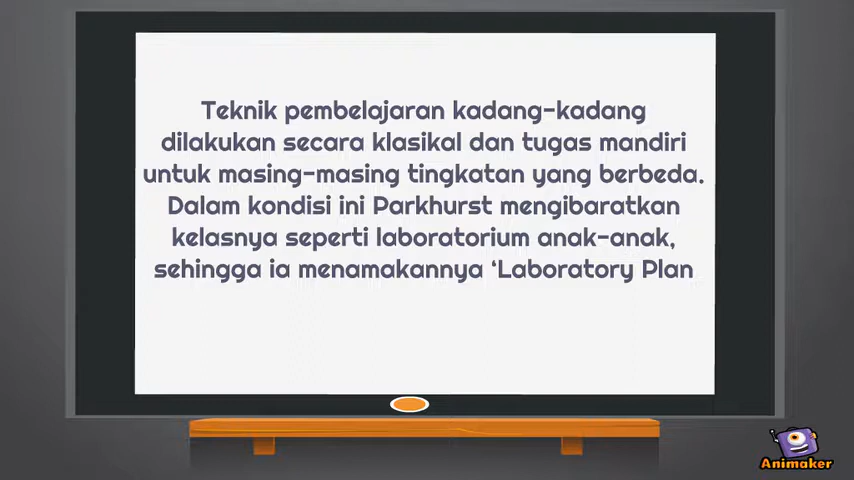 Teknik pembelajaran kadang-kadang
dilakukan secara klasikal dan tugas mandiri
untuk masing-masing tingkatan yang berbeda.
Dalam kondisi ini Parkhurst mengibaratkan
kelasnya seperti laboratorium anak-anak,
sehingga ia menamakannya ‘Laboratory Plan
Animaker